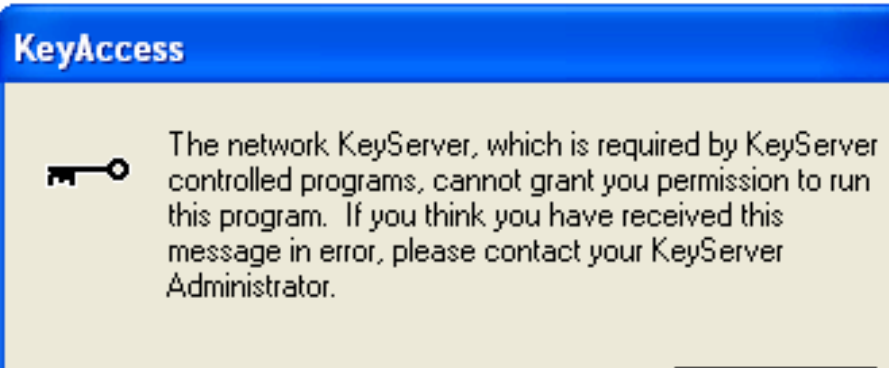 KeyAccess
The network KeyServer, which is required by KeyServer
controlled programs, cannot grant you permission to run
this program.  If you think you have received this
message in error, please contact your KeyServer
Administrator.